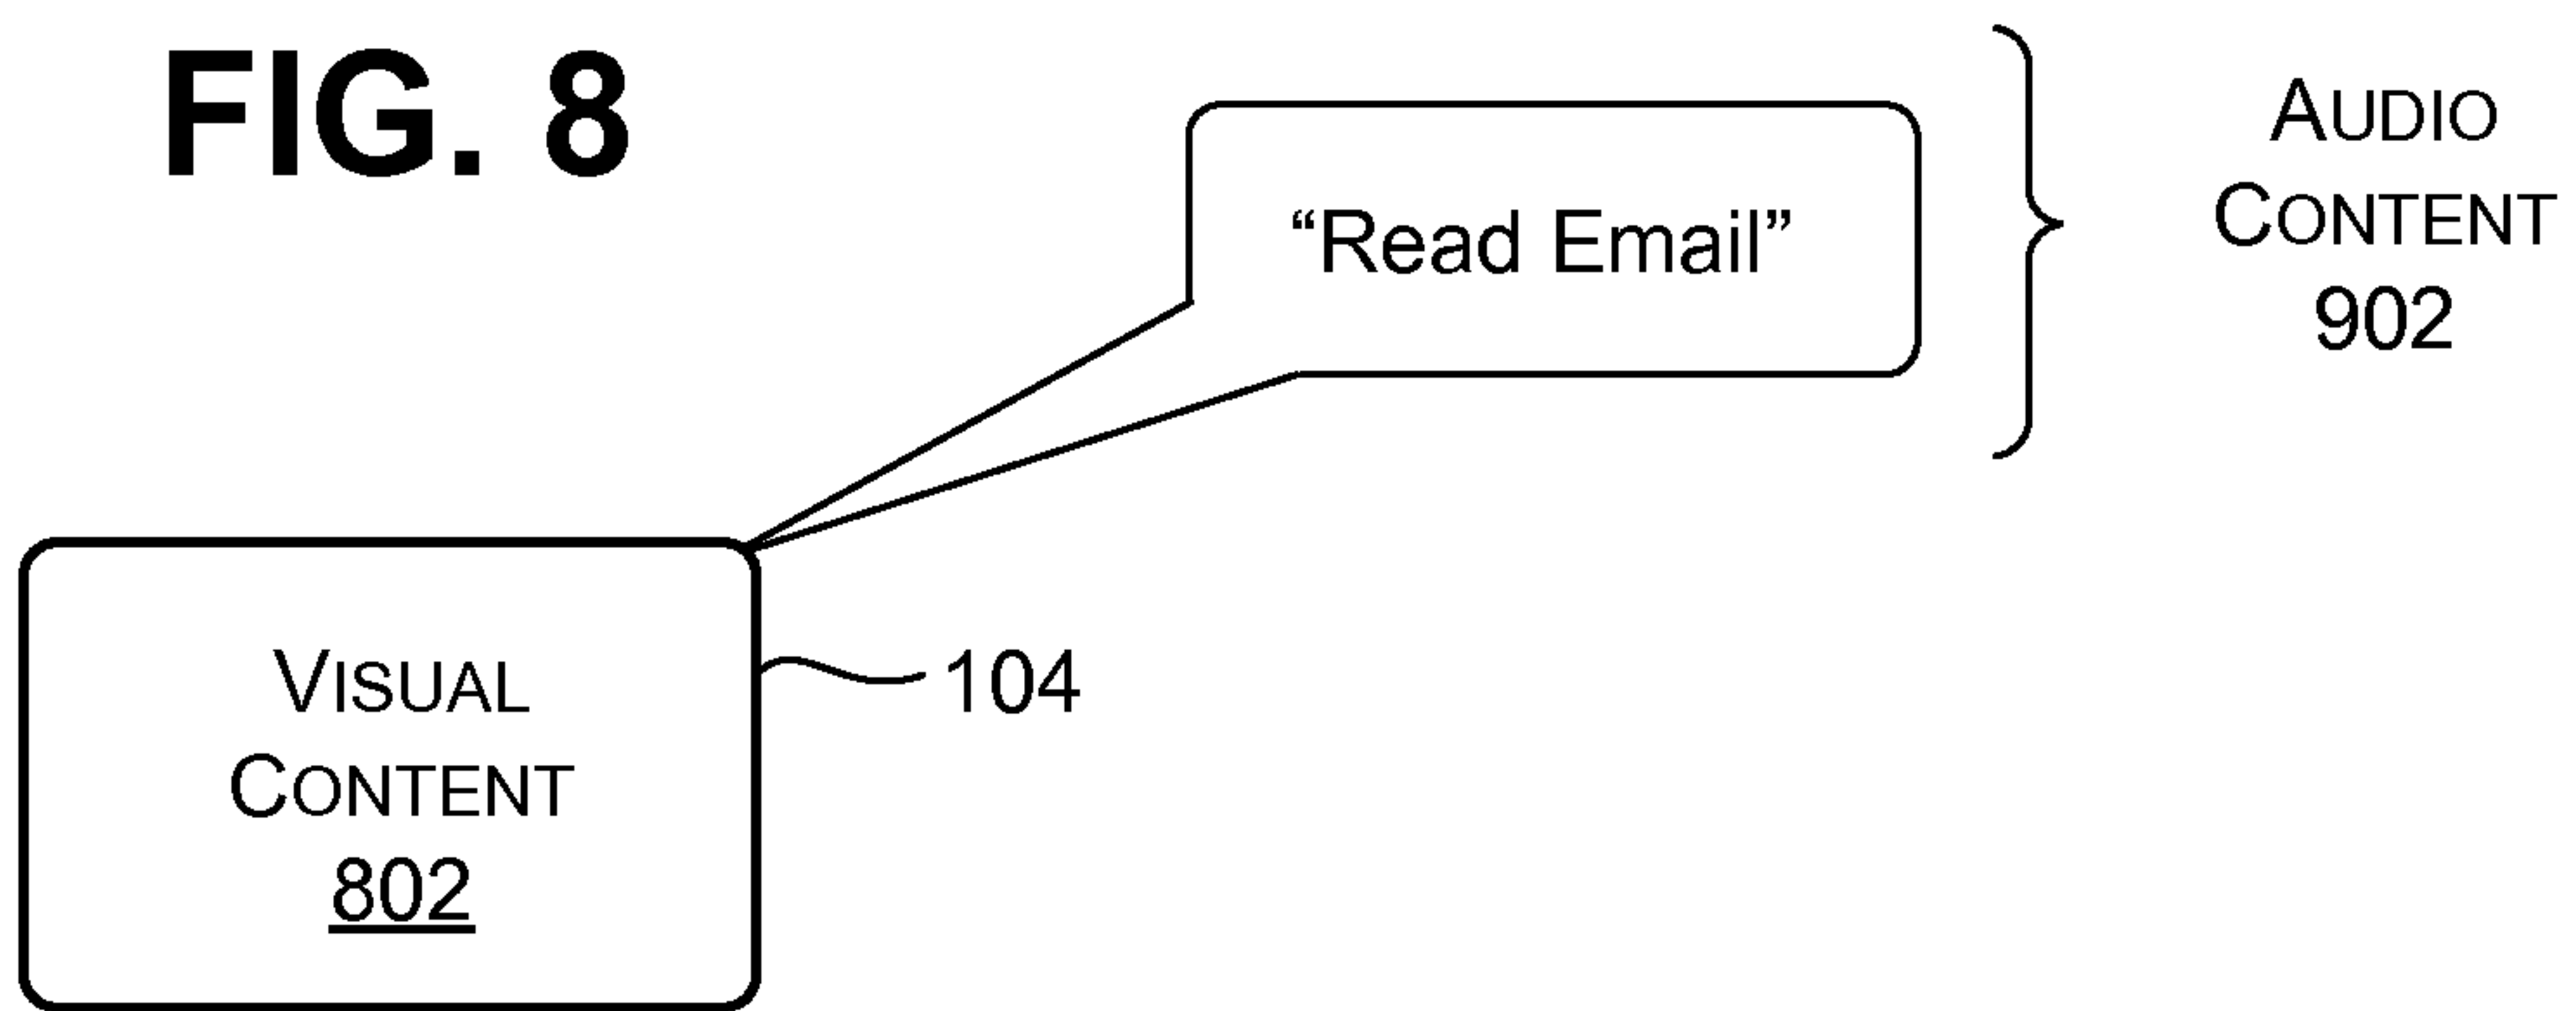 FIG. 8
“Read Email”
AUDIO
CONTENT
902
VISUAL
CONTENT
802
104